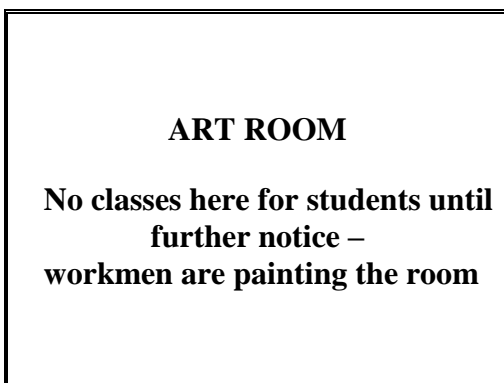 ART ROOM
No classes here for students until
further notice –
workmen are painting the room